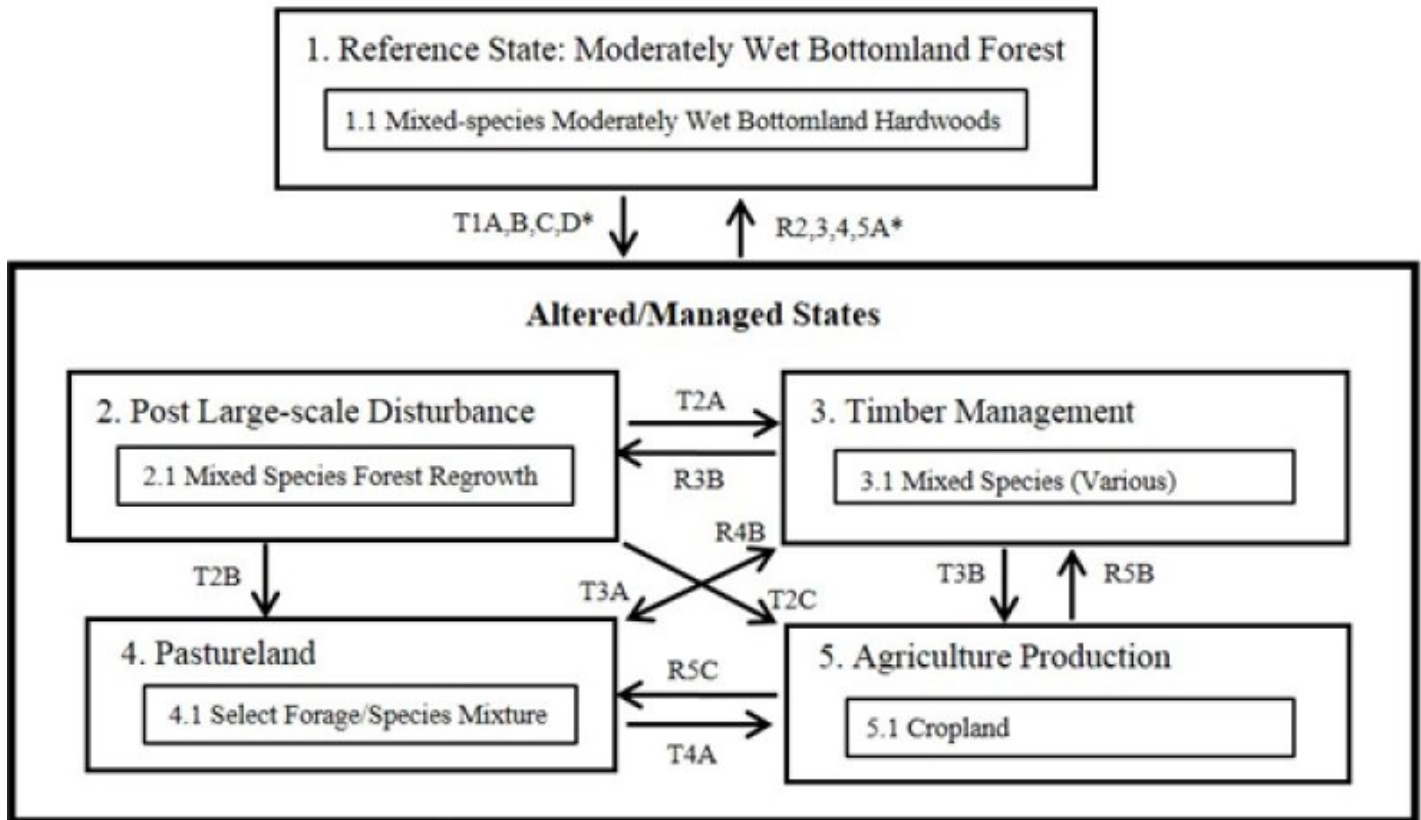 1. Reference State: Moderately Wet Bottomland Forest
1.1 Mixed-species Moderately Wet Bottomland Hardwoods
T1A,B,C,D*
R2,3,4,5A*
Altered/Managed States
2. Post Large-scale Disturbance
2.1 Mixed Species Forest Regrowth
T2A
R3B
3. Timber Management
3.1 Mixed Species (Various)
T2B
T3A
R4B
T2C
T3B
R5B
4. Pastureland
4.1 Select Forage/Species Mixture
R5C
T4A
5. Agriculture Production
5.1 Cropland